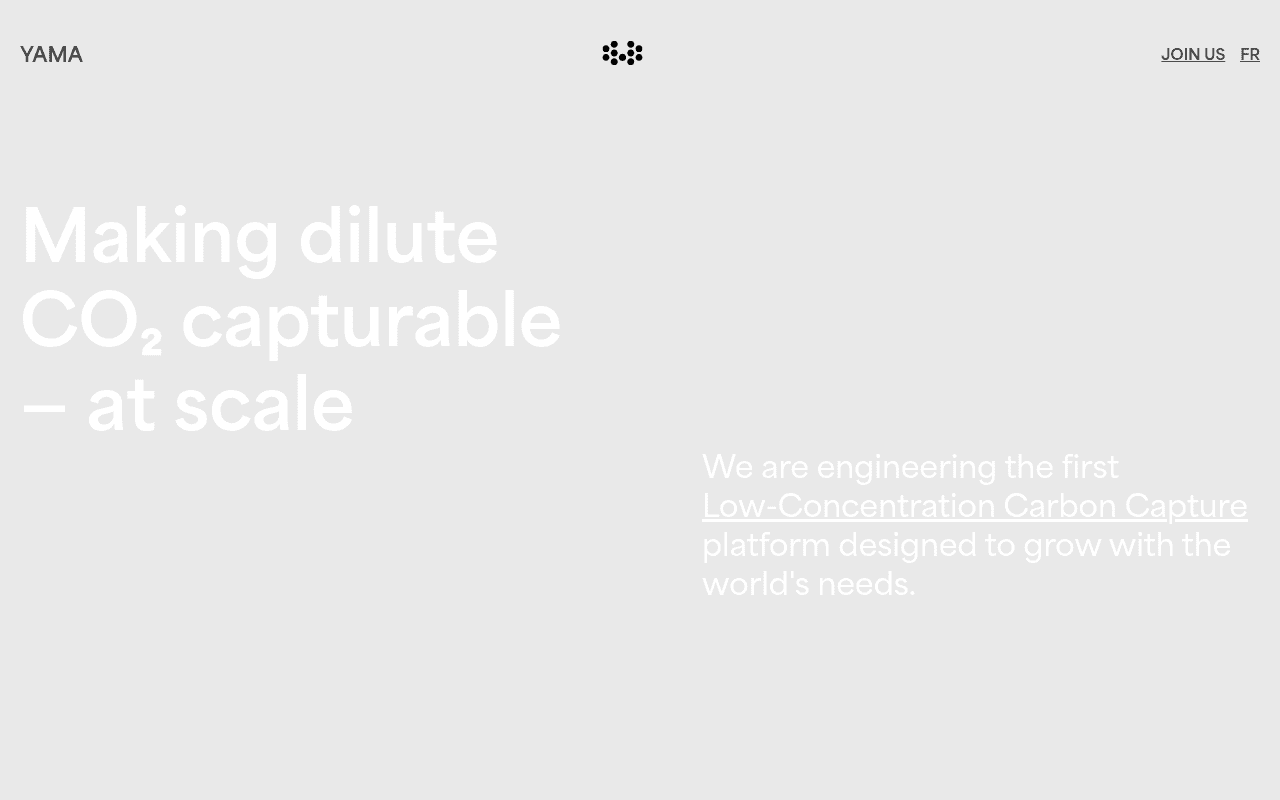 YAMA
JOIN US FR
Making dilute
CO₂ capturable
— at scale
We are engineering the first
Low-Concentration Carbon Capture
platform designed to grow with the
world's needs.